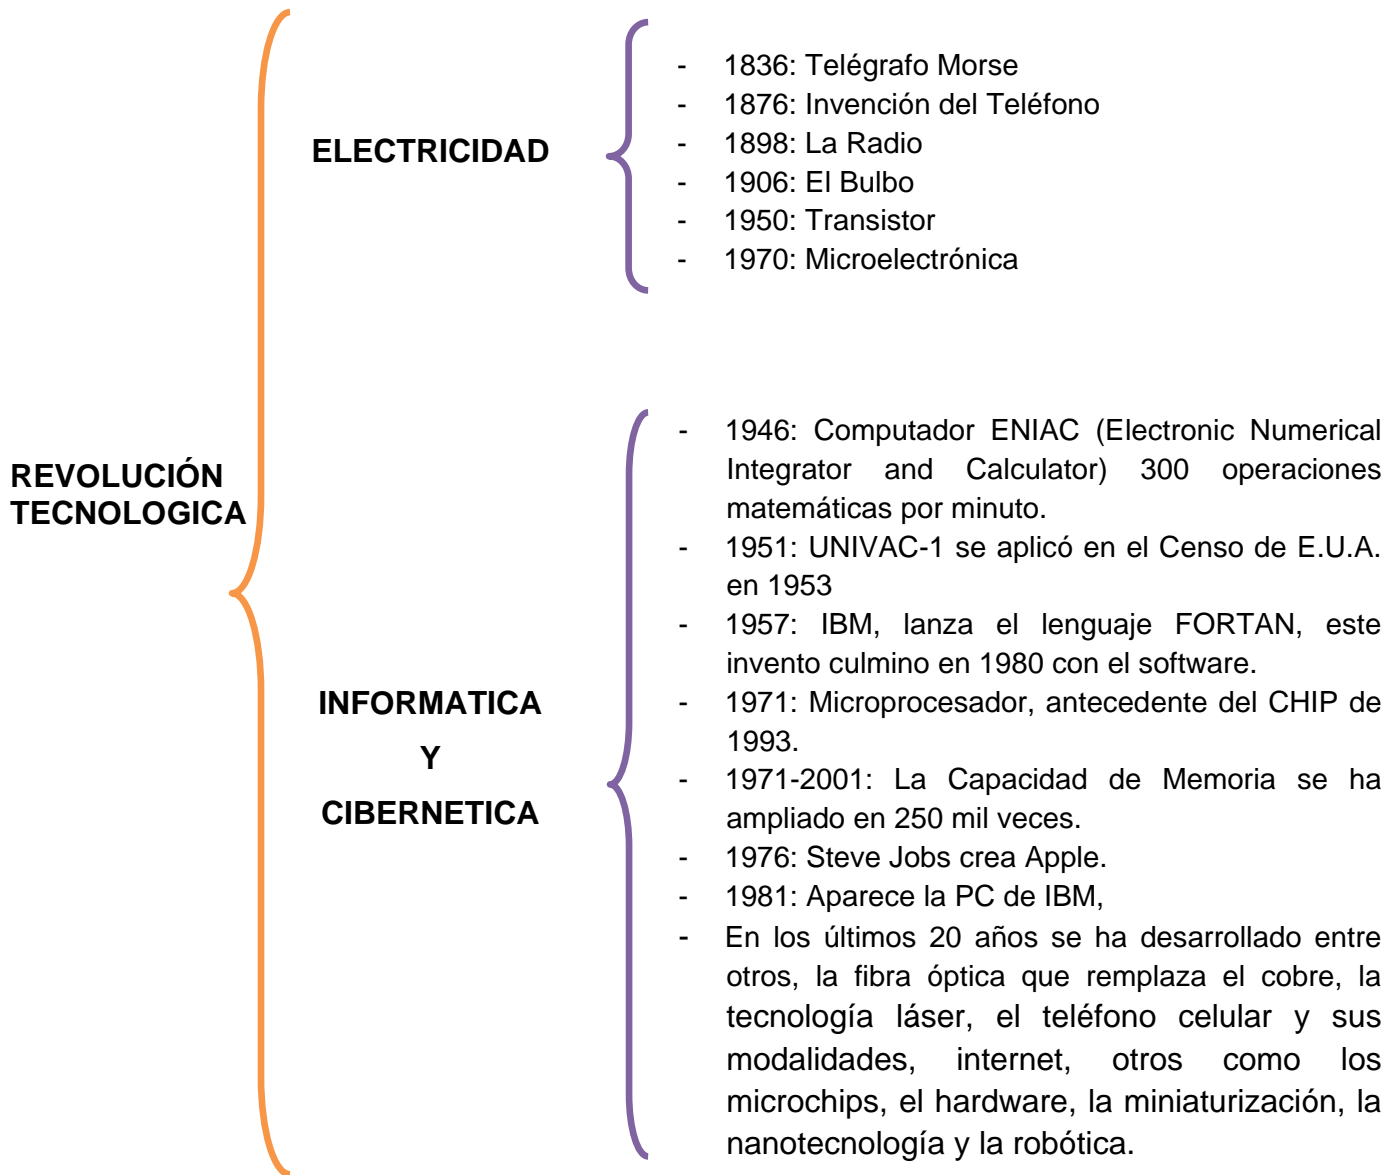 REVOLUCIÓN
TECNOLOGICA
ELECTRICIDAD
- 1836: Telégrafo Morse
- 1876: Invención del Teléfono
- 1898: La Radio
- 1906: El Bulbo
- 1950: Transistor
- 1970: Microelectrónica
INFORMATICA
Y
CIBERNETICA
- 1946: Computador ENIAC (Electronic Numerical
Integrator and Calculator) 300 operaciones
matemáticas por minuto.
- 1951: UNIVAC-1 se aplicó en el Censo de E.U.A.
en 1953
- 1957: IBM, lanza el lenguaje FORTAN, este
invento culmino en 1980 con el software.
- 1971: Microprocesador, antecedente del CHIP de
1993.
- 1971-2001: La Capacidad de Memoria se ha
ampliado en 250 mil veces.
- 1976: Steve Jobs crea Apple.
- 1981: Aparece la PC de IBM,
- En los últimos 20 años se ha desarrollado entre
otros, la fibra óptica que remplaza el cobre, la
tecnología láser, el teléfono celular y sus
modalidades, internet, otros como los
microchips, el hardware, la miniaturización, la
nanotecnología y la robótica.